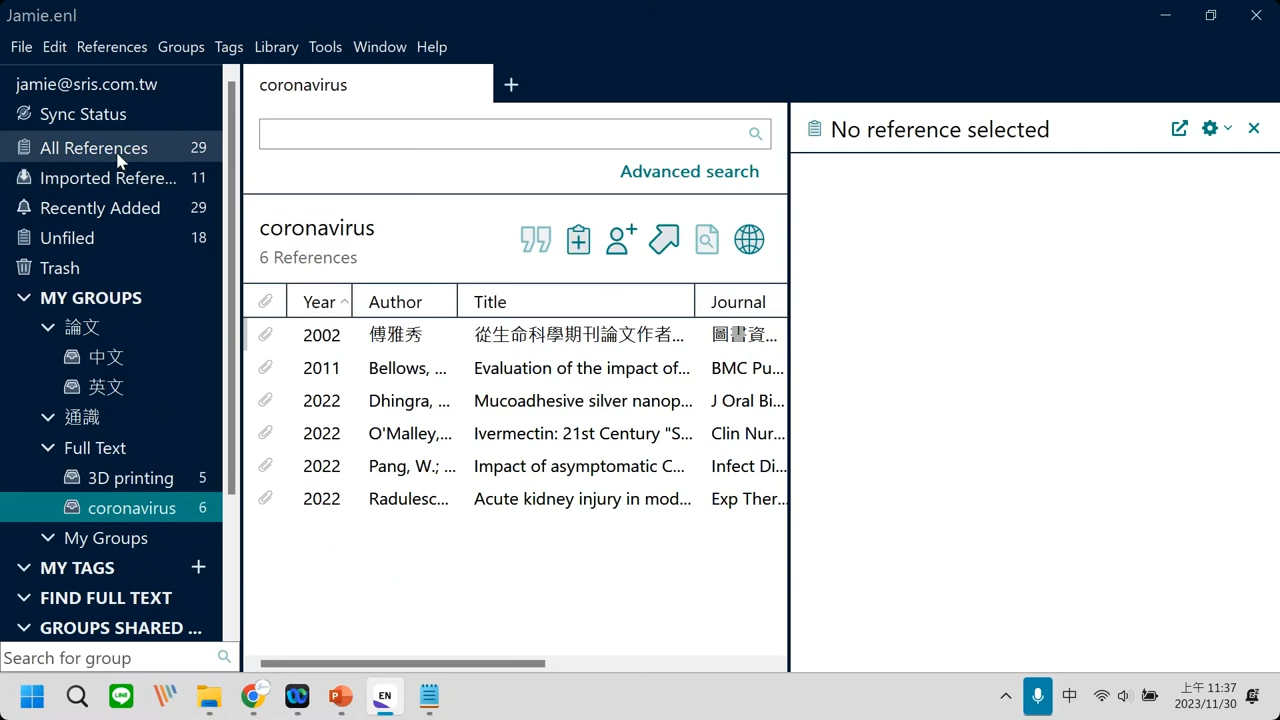 Jamie.enl
File Edit References Groups Tags Library Tools Window Help
jamie@sris.com.tw
Sync Status
All References 29
Imported Refere... 11
Recently Added 29
Unfiled 18
Trash
MY GROUPS
論文
中文
英文
通識
Full Text
3D printing 5
coronavirus 6
My Groups
MY TAGS +
FIND FULL TEXT
GROUPS SHARED ...
Search for group
coronavirus +
Advanced search
coronavirus
6 References
Year Author Title Journal
2002 傅雅秀 從生命科學期刊論文作者... 圖書資...
2011 Bellows, ... Evaluation of the impact of... BMC Pu...
2022 Dhingra, ... Mucoadhesive silver nanop... J Oral Bi...
2022 O'Malley,... Ivermectin: 21st Century "S... Clin Nur...
2022 Pang, W.; ... Impact of asymptomatic C... Infect Di...
2022 Radulesc... Acute kidney injury in mod... Exp Ther...
No reference selected
LINE
EN
中
上午 11:37
2023/11/30